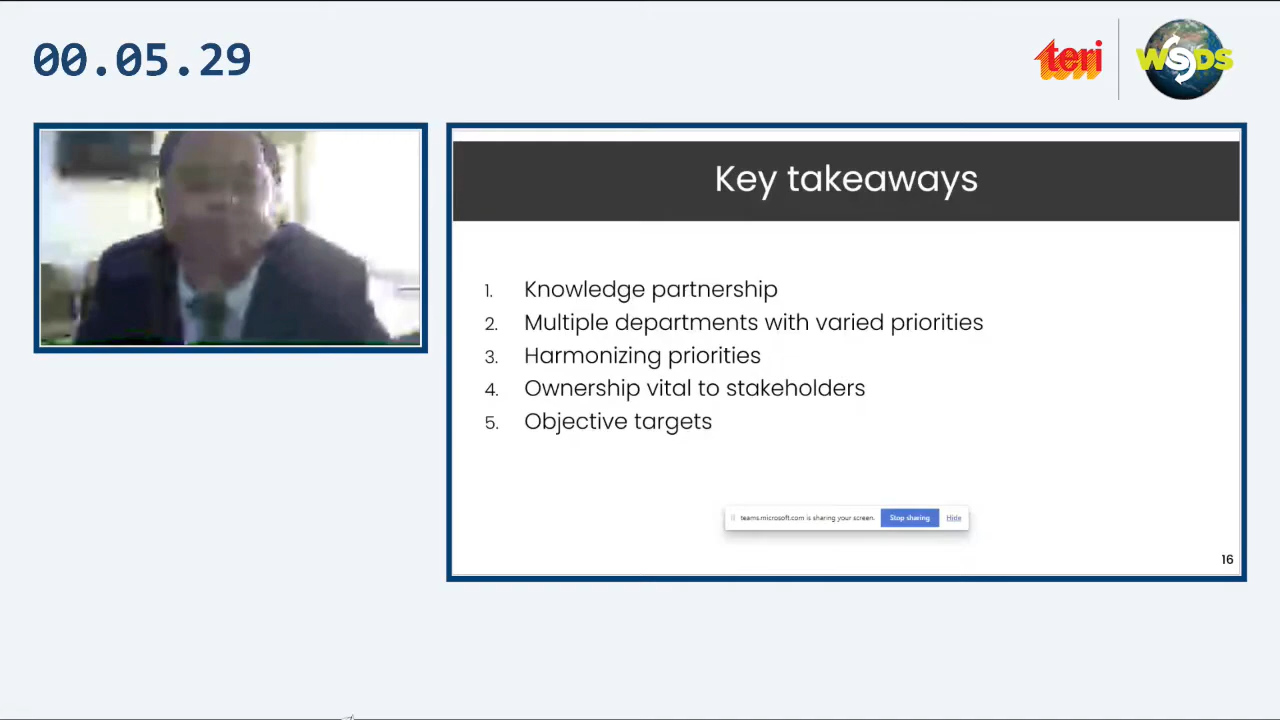 00.05.29
teri
WSDS
Key takeaways
1. Knowledge partnership
2. Multiple departments with varied priorities
3. Harmonizing priorities
4. Ownership vital to stakeholders
5. Objective targets
teams.microsoft.com is sharing your screen. Stop sharing Hide
16